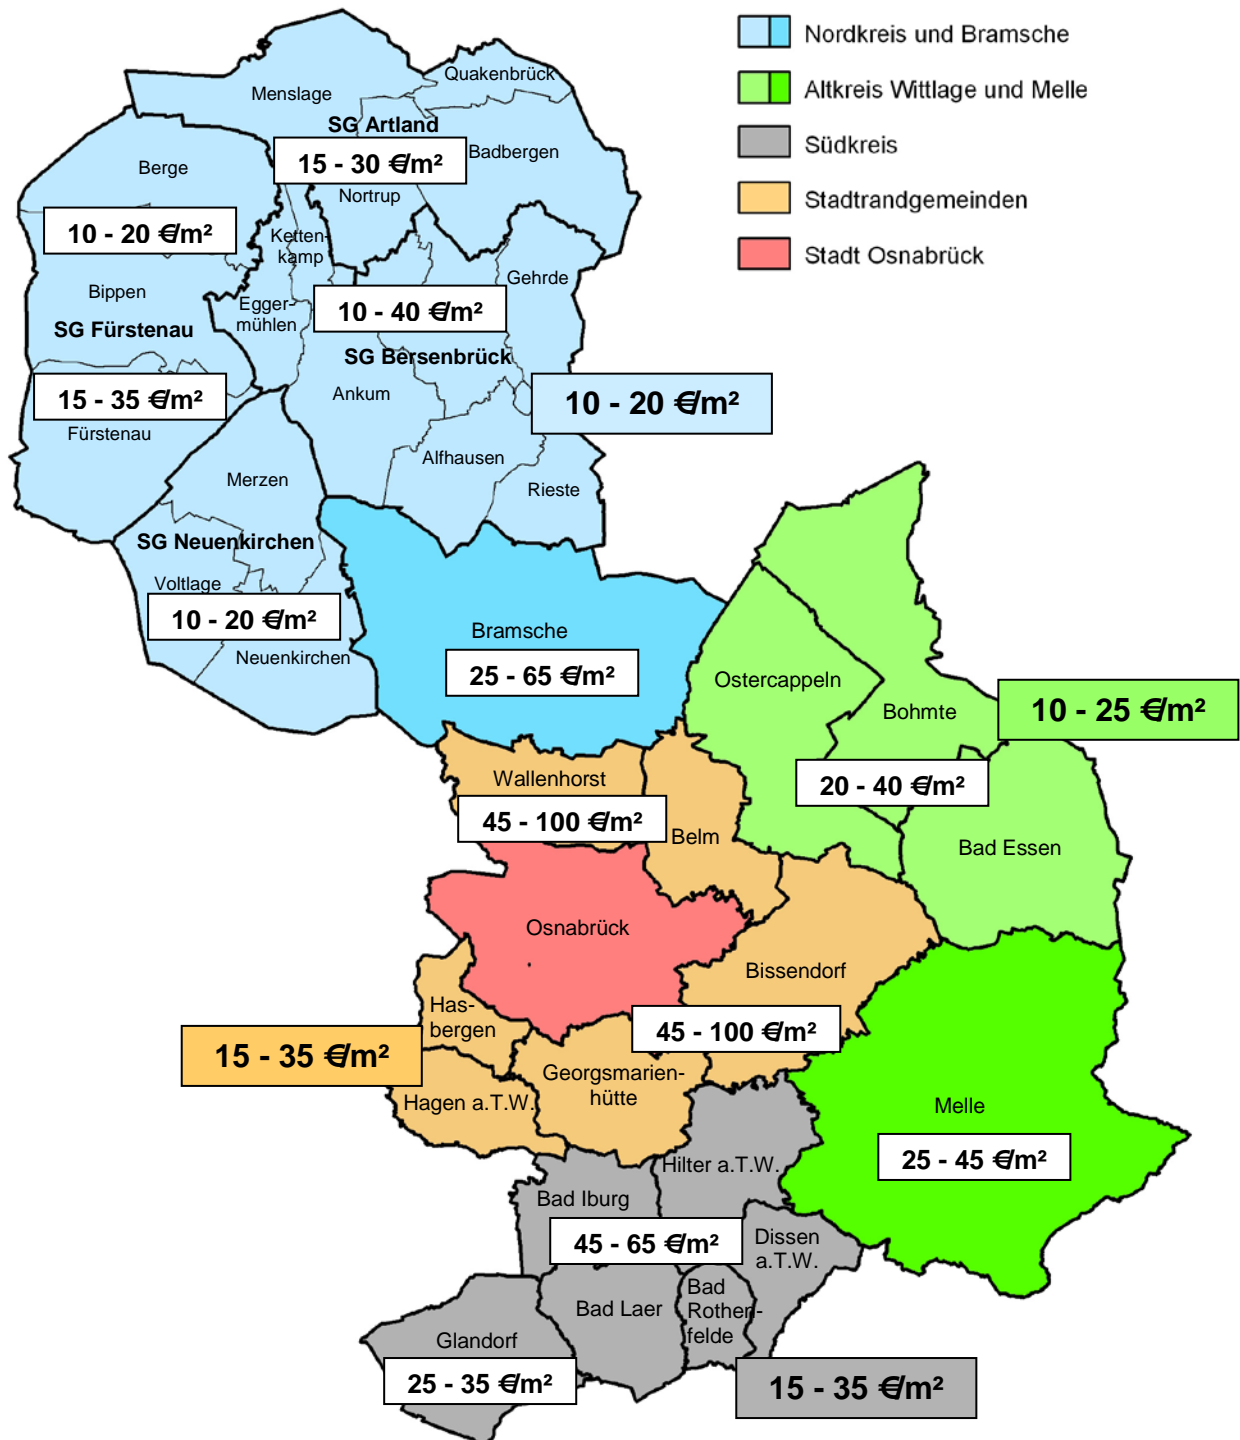 Nordkreis und Bramsche
Altkreis Wittlage und Melle
Südkreis
Stadtrandgemeinden
Stadt Osnabrück
Quakenbrück
Menslage
SG Artland
Badbergen
15 - 30 €/m²
Berge
Nortrup
10 - 20 €/m²
Ketten-
kamp
Gehrde
Bippen
Egger-
mühlen
10 - 40 €/m²
SG Fürstenau
SG Bersenbrück
15 - 35 €/m²
Ankum
10 - 20 €/m²
Fürstenau
Alfhausen
Merzen
Rieste
SG Neuenkirchen
Voltlage
10 - 20 €/m²
Neuenkirchen
Bramsche
25 - 65 €/m²
Ostercappeln
Bohmte
10 - 25 €/m²
20 - 40 €/m²
Wallenhorst
45 - 100 €/m²
Belm
Bad Essen
Osnabrück
Bissendorf
Has-
bergen
45 - 100 €/m²
15 - 35 €/m²
Georgsmarien-
hütte
Hagen a.T.W.
Melle
25 - 45 €/m²
Hilter a.T.W.
Bad Iburg
45 - 65 €/m²
Dissen
a.T.W.
Bad
Rothen-
felde
Bad Laer
Glandorf
25 - 35 €/m²
15 - 35 €/m²